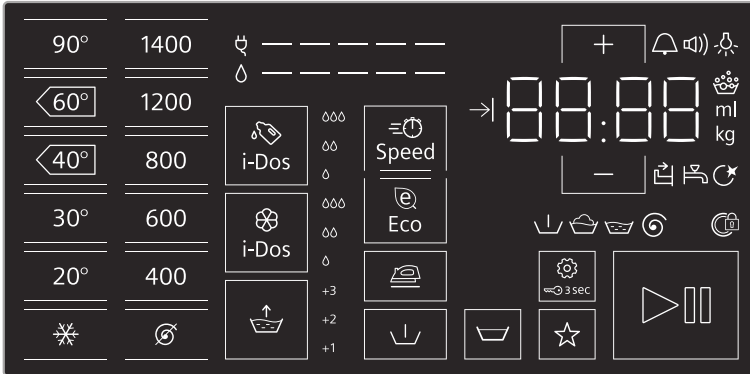 90° 1400
60° 1200
40° 800
30° 600
20° 400
i-Dos
i-Dos
+3
+2
+1
Speed
e
Eco
+
88:88
ml
kg
−
3 sec